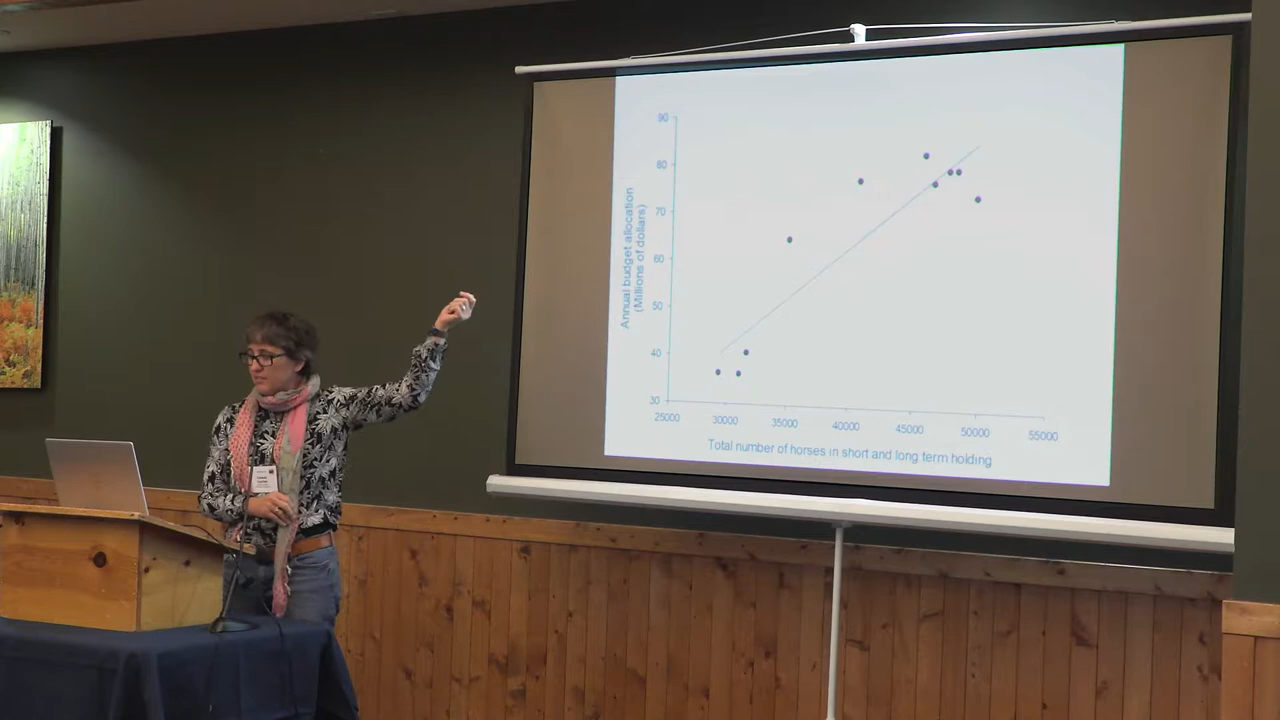 90
80
70
60
50
40
30
Annual budget allocation
(Millions of dollars)
25000 30000 35000 40000 45000 50000 55000
Total number of horses in short and long term holding